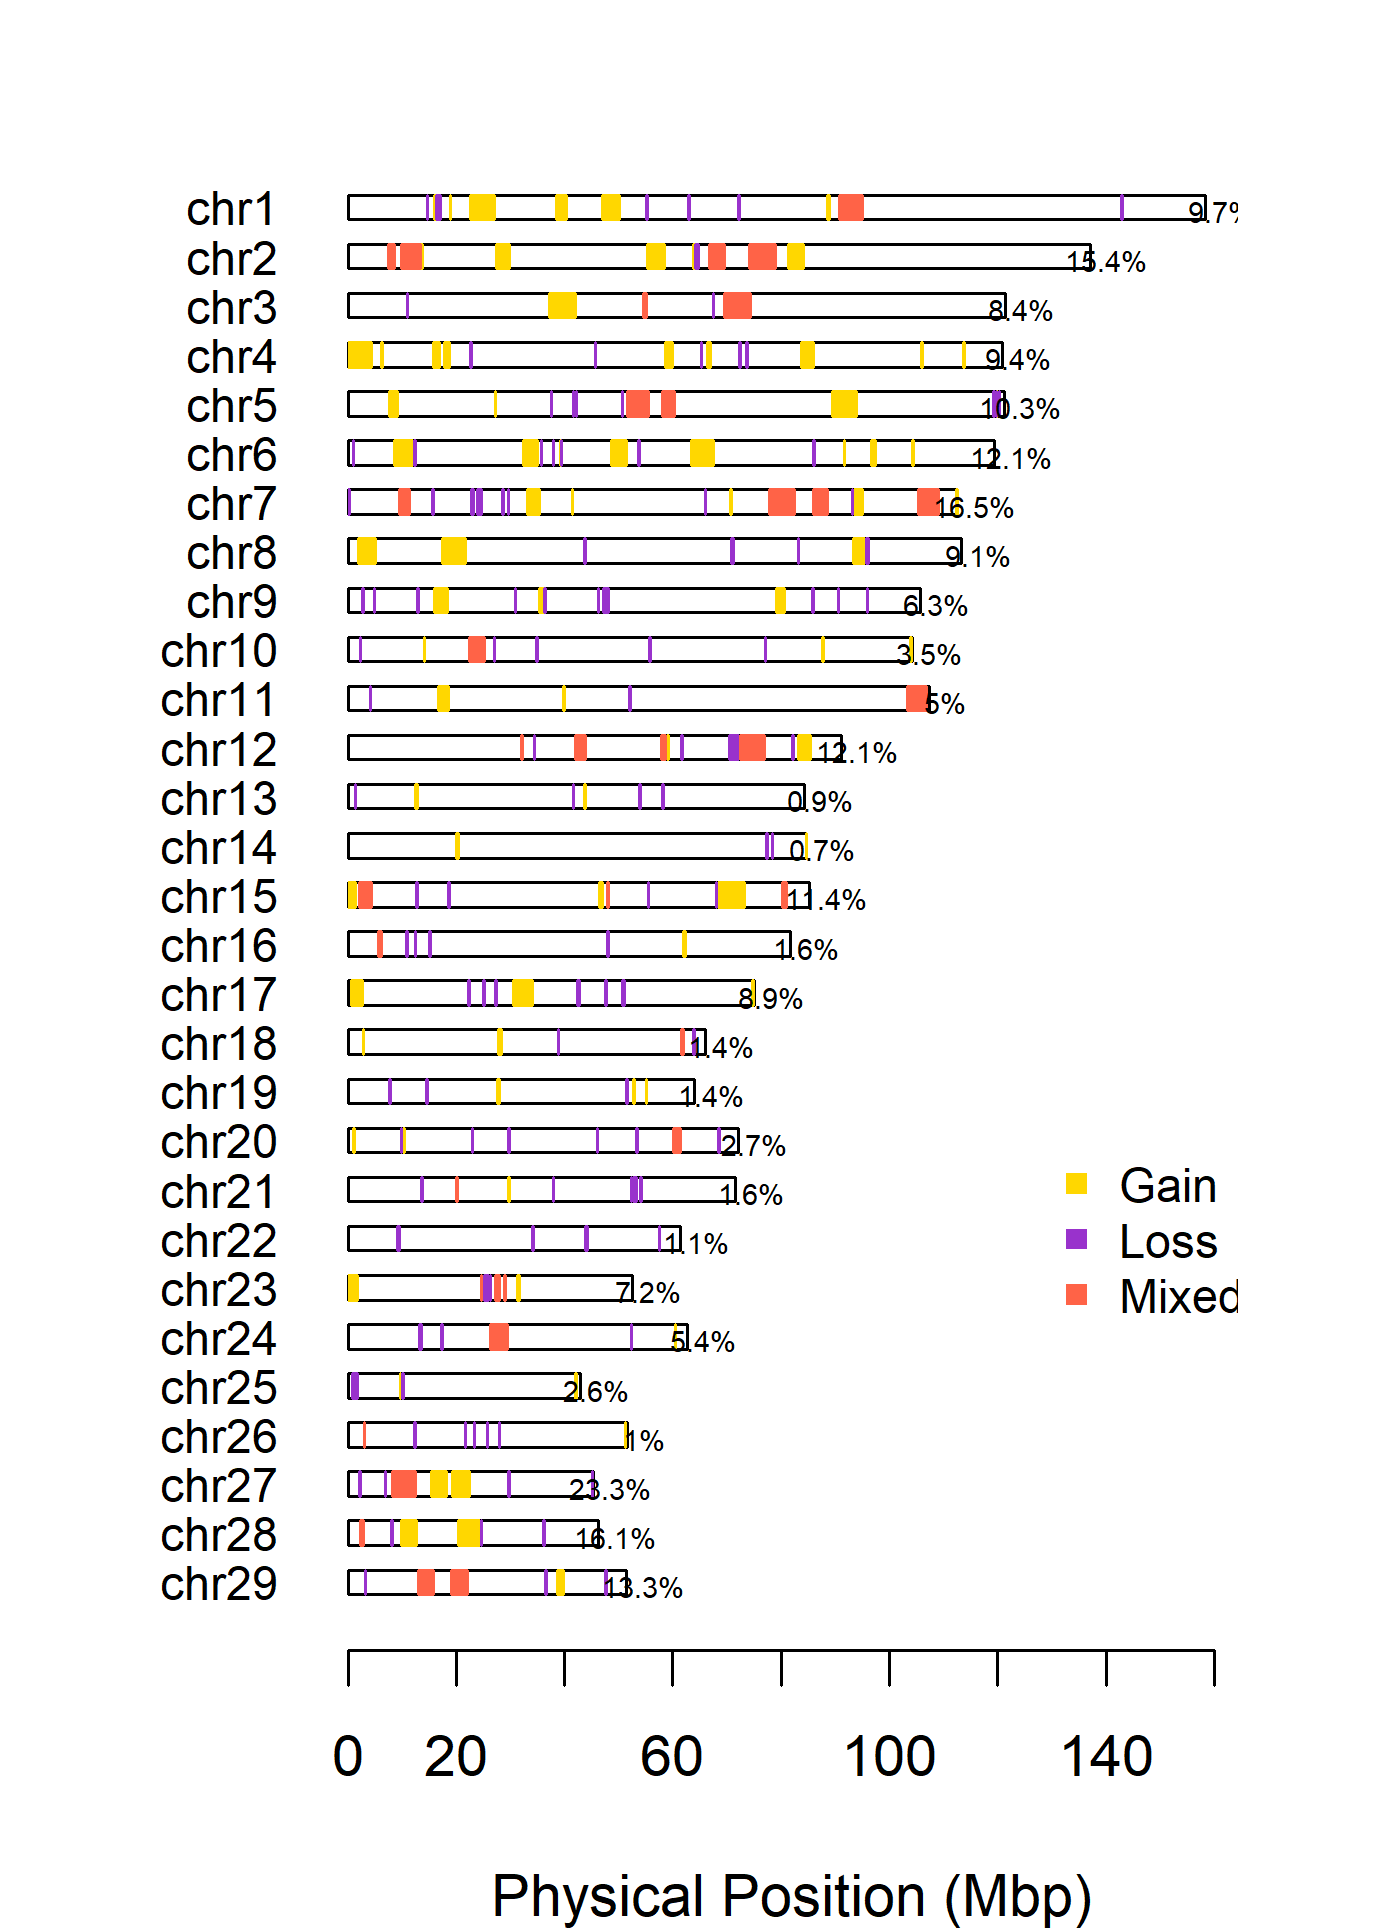 chr1 9.7%
chr2 15.4%
chr3 8.4%
chr4 9.4%
chr5 10.3%
chr6 12.1%
chr7 16.5%
chr8 9.1%
chr9 6.3%
chr10 3.5%
chr11 5%
chr12 12.1%
chr13 0.9%
chr14 0.7%
chr15 11.4%
chr16 1.6%
chr17 8.9%
chr18 1.4%
chr19 1.4%
chr20 2.7%
chr21 1.6%
Gain
Loss
Mixed
chr22 1.1%
chr23 7.2%
chr24 5.4%
chr25 2.6%
chr26 1%
chr27 23.3%
chr28 16.1%
chr29 13.3%
0 20 60 100 140
Physical Position (Mbp)